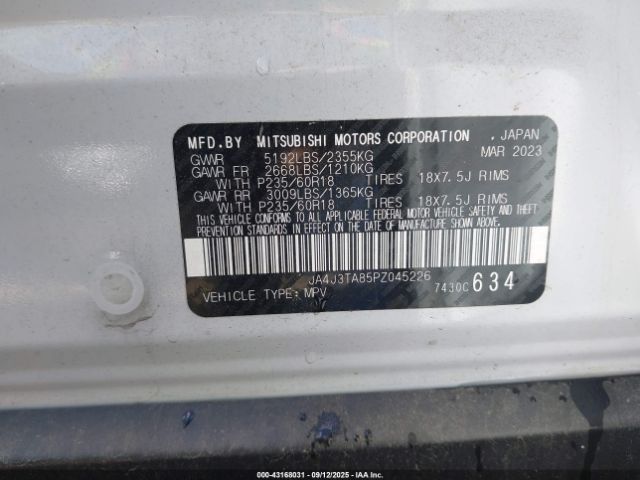 MFD.BY MITSUBISHI MOTORS CORPORATION , JAPAN
GVWR 5192LBS/2355KG MAR 2023
GAWR FR 2668LBS/1210KG
WITH P235/60R18 TIRES 18X7.5J RIMS
GAWR RR 3009LBS/1365KG
WITH P235/60R18 TIRES 18X7.5J RIMS
THIS VEHICLE CONFORMS TO ALL APPLICABLE FEDERAL MOTOR VEHICLE SAFETY AND THEFT
PREVENTION STANDARDS IN EFFECT ON THE DATE OF MANUFACTURE SHOWN ABOVE.
JA4J3TA85PZ045226
VEHICLE TYPE: MPV 7430C 634
000-43168031 - 09/12/2025 - © IAA Inc. All rights reserved